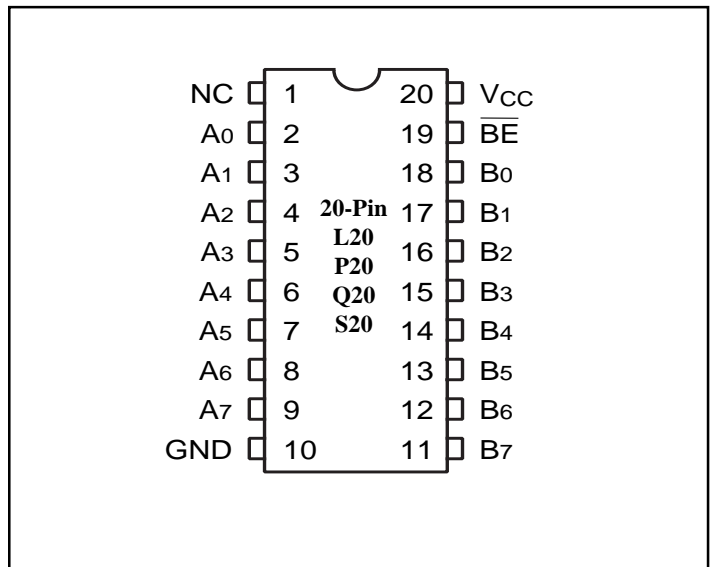 NC 1 20 VCC
A0 2 19 B̅E̅
A1 3 18 B0
A2 4 20-Pin 17 B1
L20
A3 5 16 B2
P20
A4 6 15 B3
Q20
A5 7 S20 14 B4
A6 8 13 B5
A7 9 12 B6
GND 10 11 B7